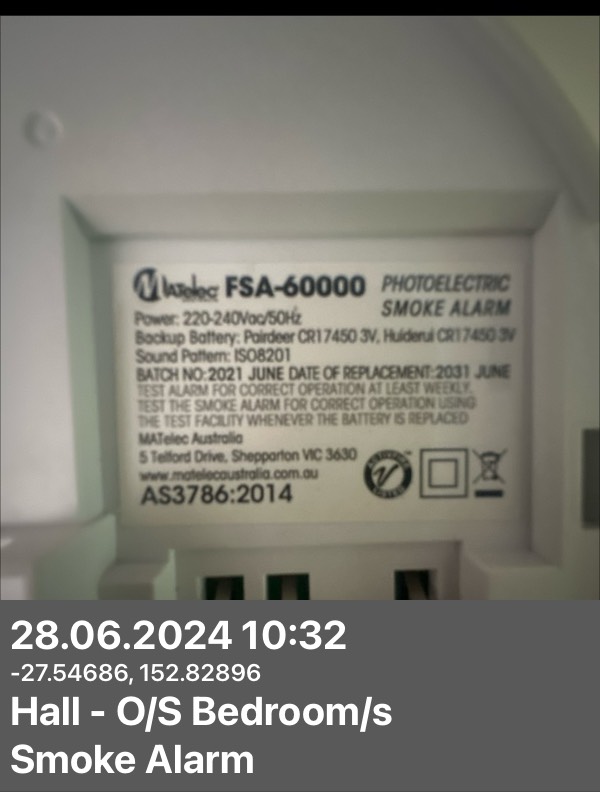 MATelec FSA-60000 PHOTOELECTRIC
SMOKE ALARM
Power: 220-240Vac/50Hz
Backup Battery: Pairdeer CR17450 3V, Huiderui CR17450 3V
Sound Pattern: ISO8201
BATCH NO:2021 JUNE DATE OF REPLACEMENT:2031 JUNE
TEST ALARM FOR CORRECT OPERATION AT LEAST WEEKLY.
TEST THE SMOKE ALARM FOR CORRECT OPERATION USING
THE TEST FACILITY WHENEVER THE BATTERY IS REPLACED
MATelec Australia
5 Telford Drive, Shepparton VIC 3630
www.matelecaustralia.com.au
AS3786:2014
28.06.2024 10:32
-27.54686, 152.82896
Hall - O/S Bedroom/s
Smoke Alarm